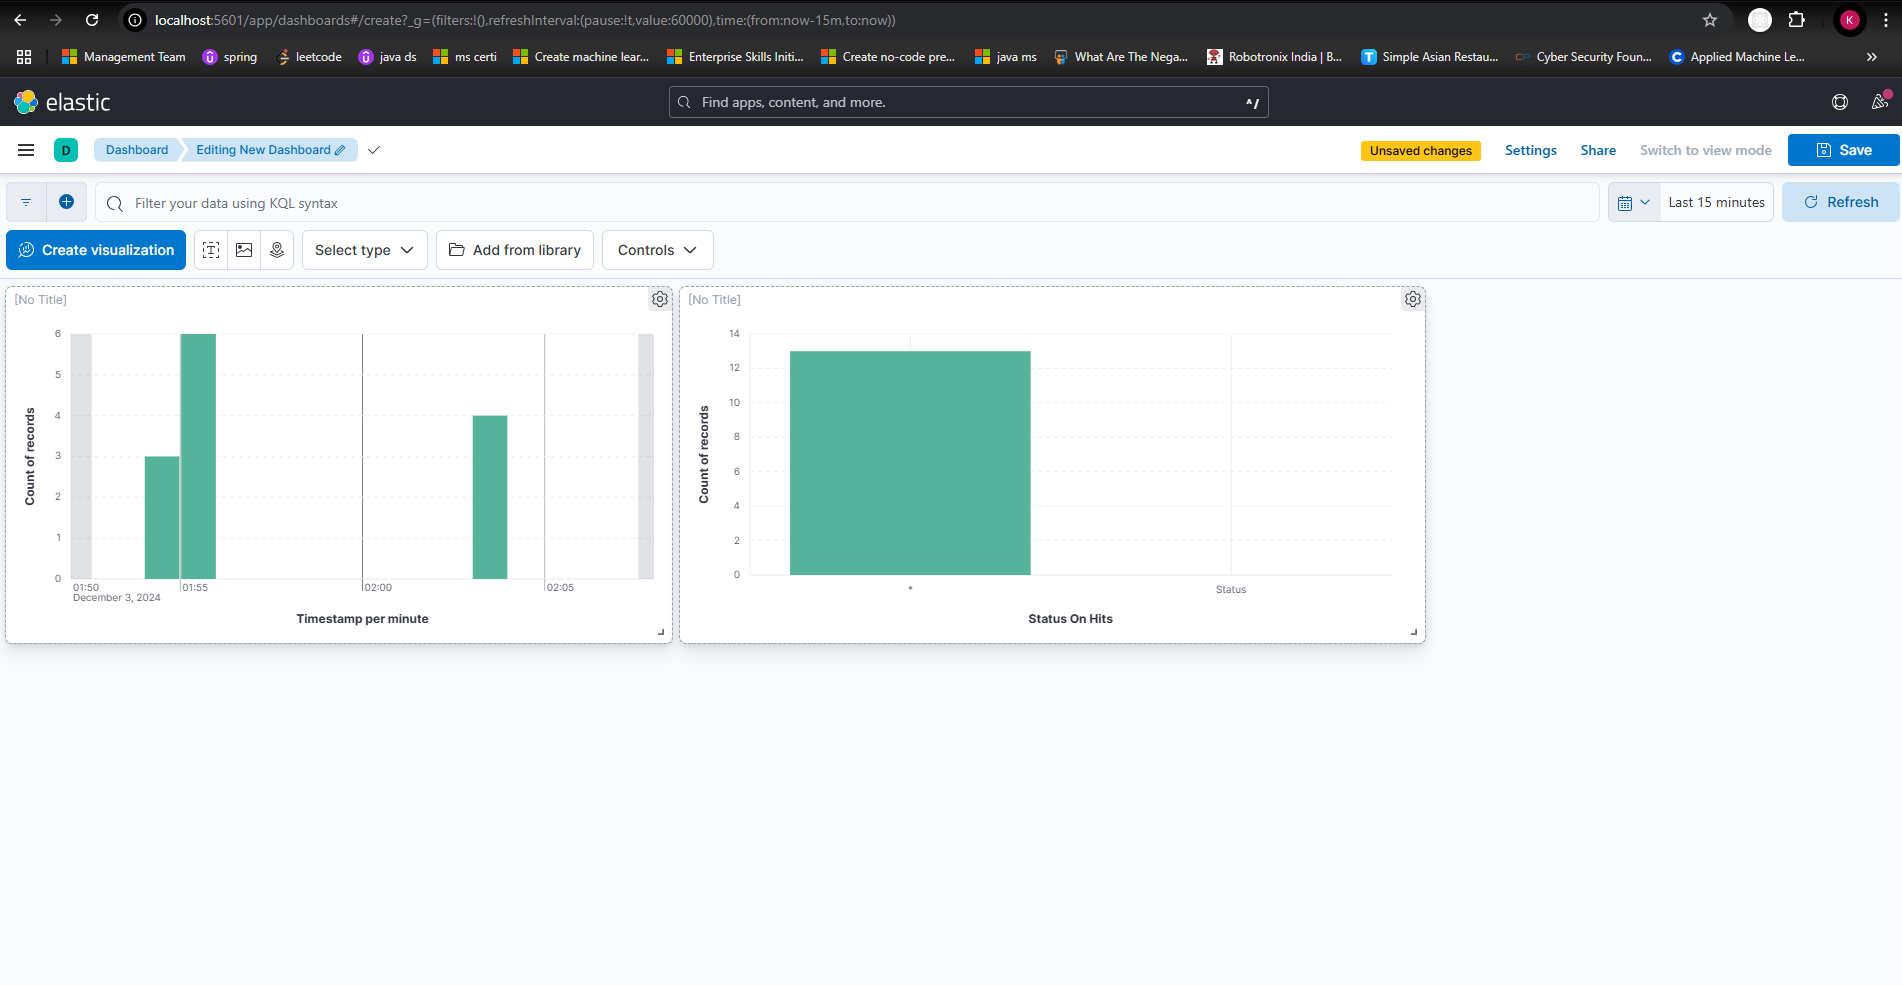 localhost:5601/app/dashboards#/create?_g=(filters:!(),refreshInterval:(pause:!t,value:60000),time:(from:now-15m,to:now))
K
Management Team spring leetcode java ds ms certi Create machine lear... Enterprise Skills Initi... Create no-code pre... java ms What Are The Nega... Robotronix India | B... Simple Asian Restau... Cyber Security Foun... Applied Machine Le...
elastic
Find apps, content, and more. ^/
D Dashboard Editing New Dashboard Unsaved changes Settings Share Switch to view mode Save
Filter your data using KQL syntax Last 15 minutes Refresh
Create visualization Select type Add from library Controls
[No Title]
Count of records
6
5
4
3
2
1
0
01:50 01:55 02:00 02:05
December 3, 2024
Timestamp per minute
[No Title]
Count of records
14
12
10
8
6
4
2
0
* Status
Status On Hits